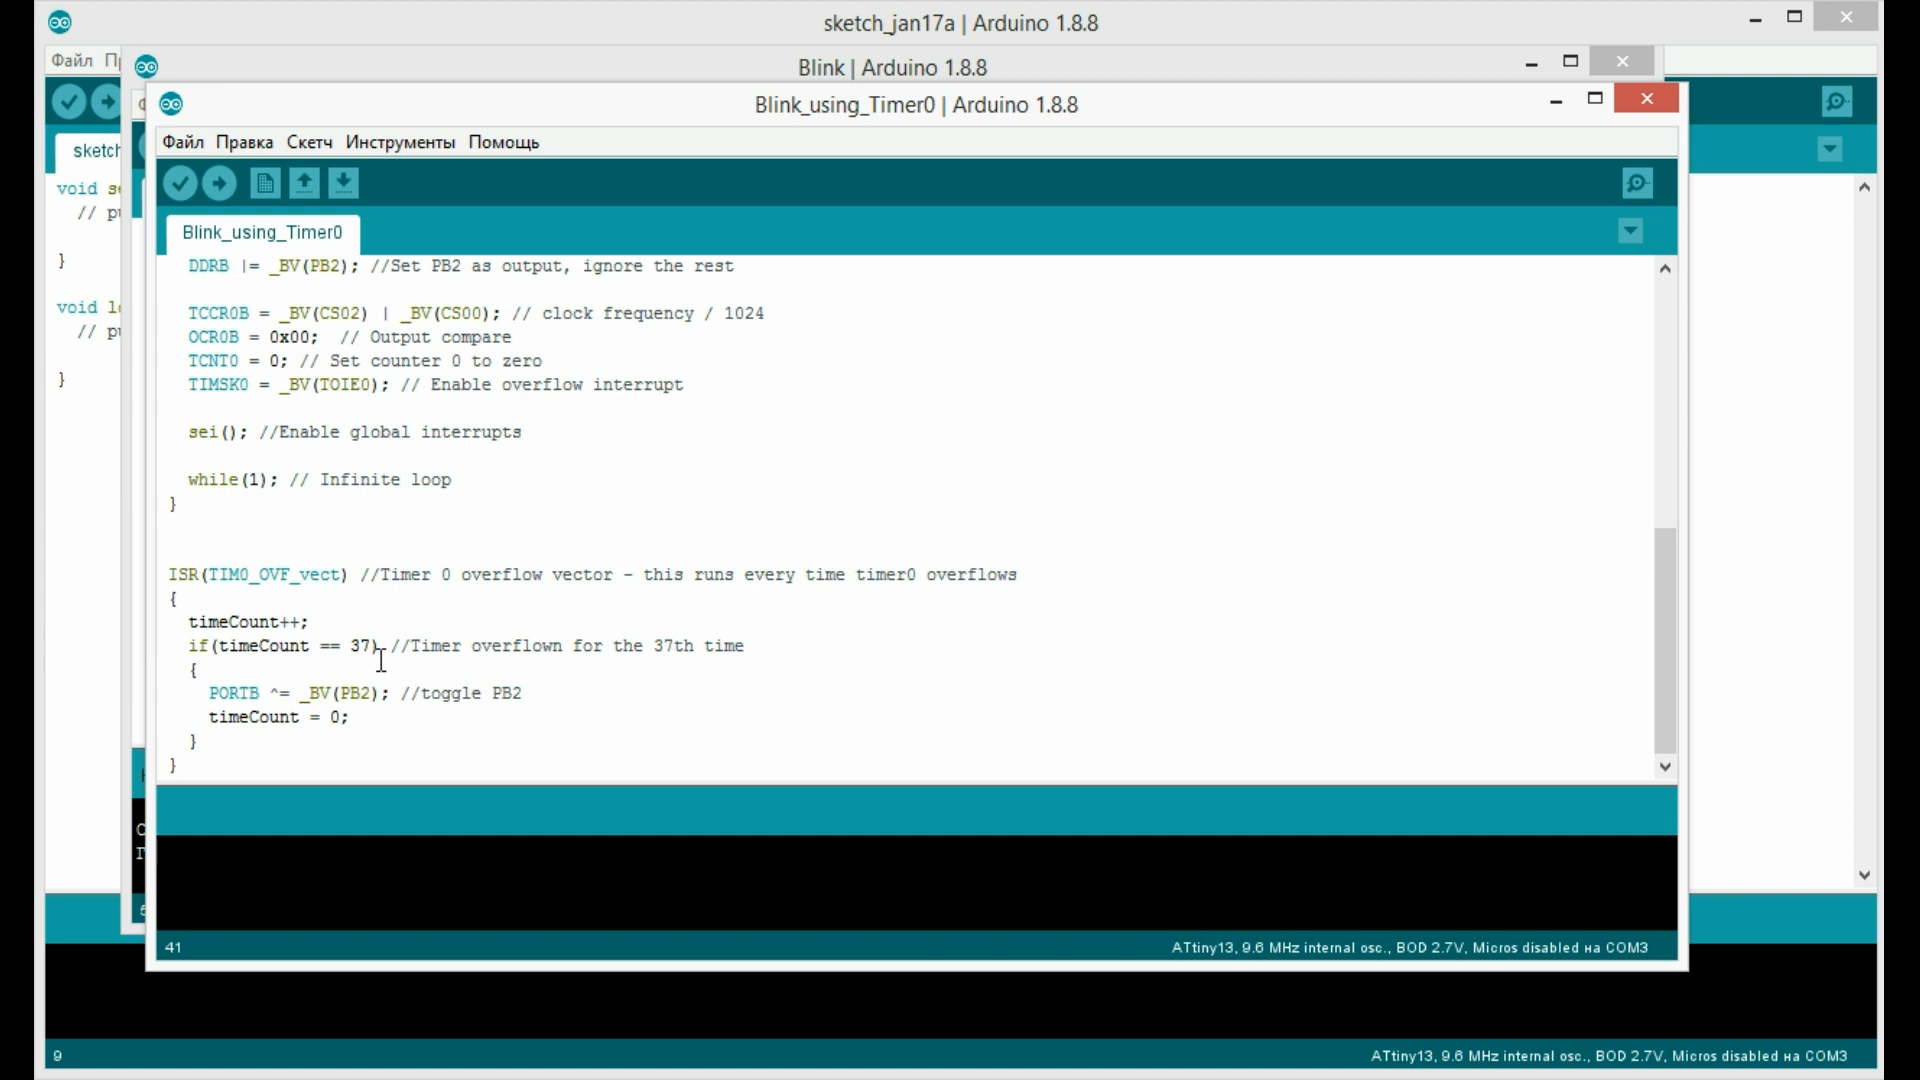 sketch_jan17a | Arduino 1.8.8
Файл
Blink | Arduino 1.8.8
Blink_using_Timer0 | Arduino 1.8.8
Файл Правка Скетч Инструменты Помощь
sketch
Blink_using_Timer0
void
//
}
void
//
}
DDRB |= _BV(PB2); //Set PB2 as output, ignore the rest
TCCR0B = _BV(CS02) | _BV(CS00); // clock frequency / 1024
OCR0B = 0x00;  // Output compare
TCNT0 = 0; // Set counter 0 to zero
TIMSK0 = _BV(TOIE0); // Enable overflow interrupt
sei(); //Enable global interrupts
while(1); // Infinite loop
}
ISR(TIM0_OVF_vect) //Timer 0 overflow vector - this runs every time timer0 overflows
{
timeCount++;
if(timeCount == 37) //Timer overflown for the 37th time
{
PORTB ^= _BV(PB2); //toggle PB2
timeCount = 0;
}
}
41
ATtiny13, 9.6 MHz internal osc., BOD 2.7V, Micros disabled на COM3
9
ATtiny13, 9.6 MHz internal osc., BOD 2.7V, Micros disabled на COM3